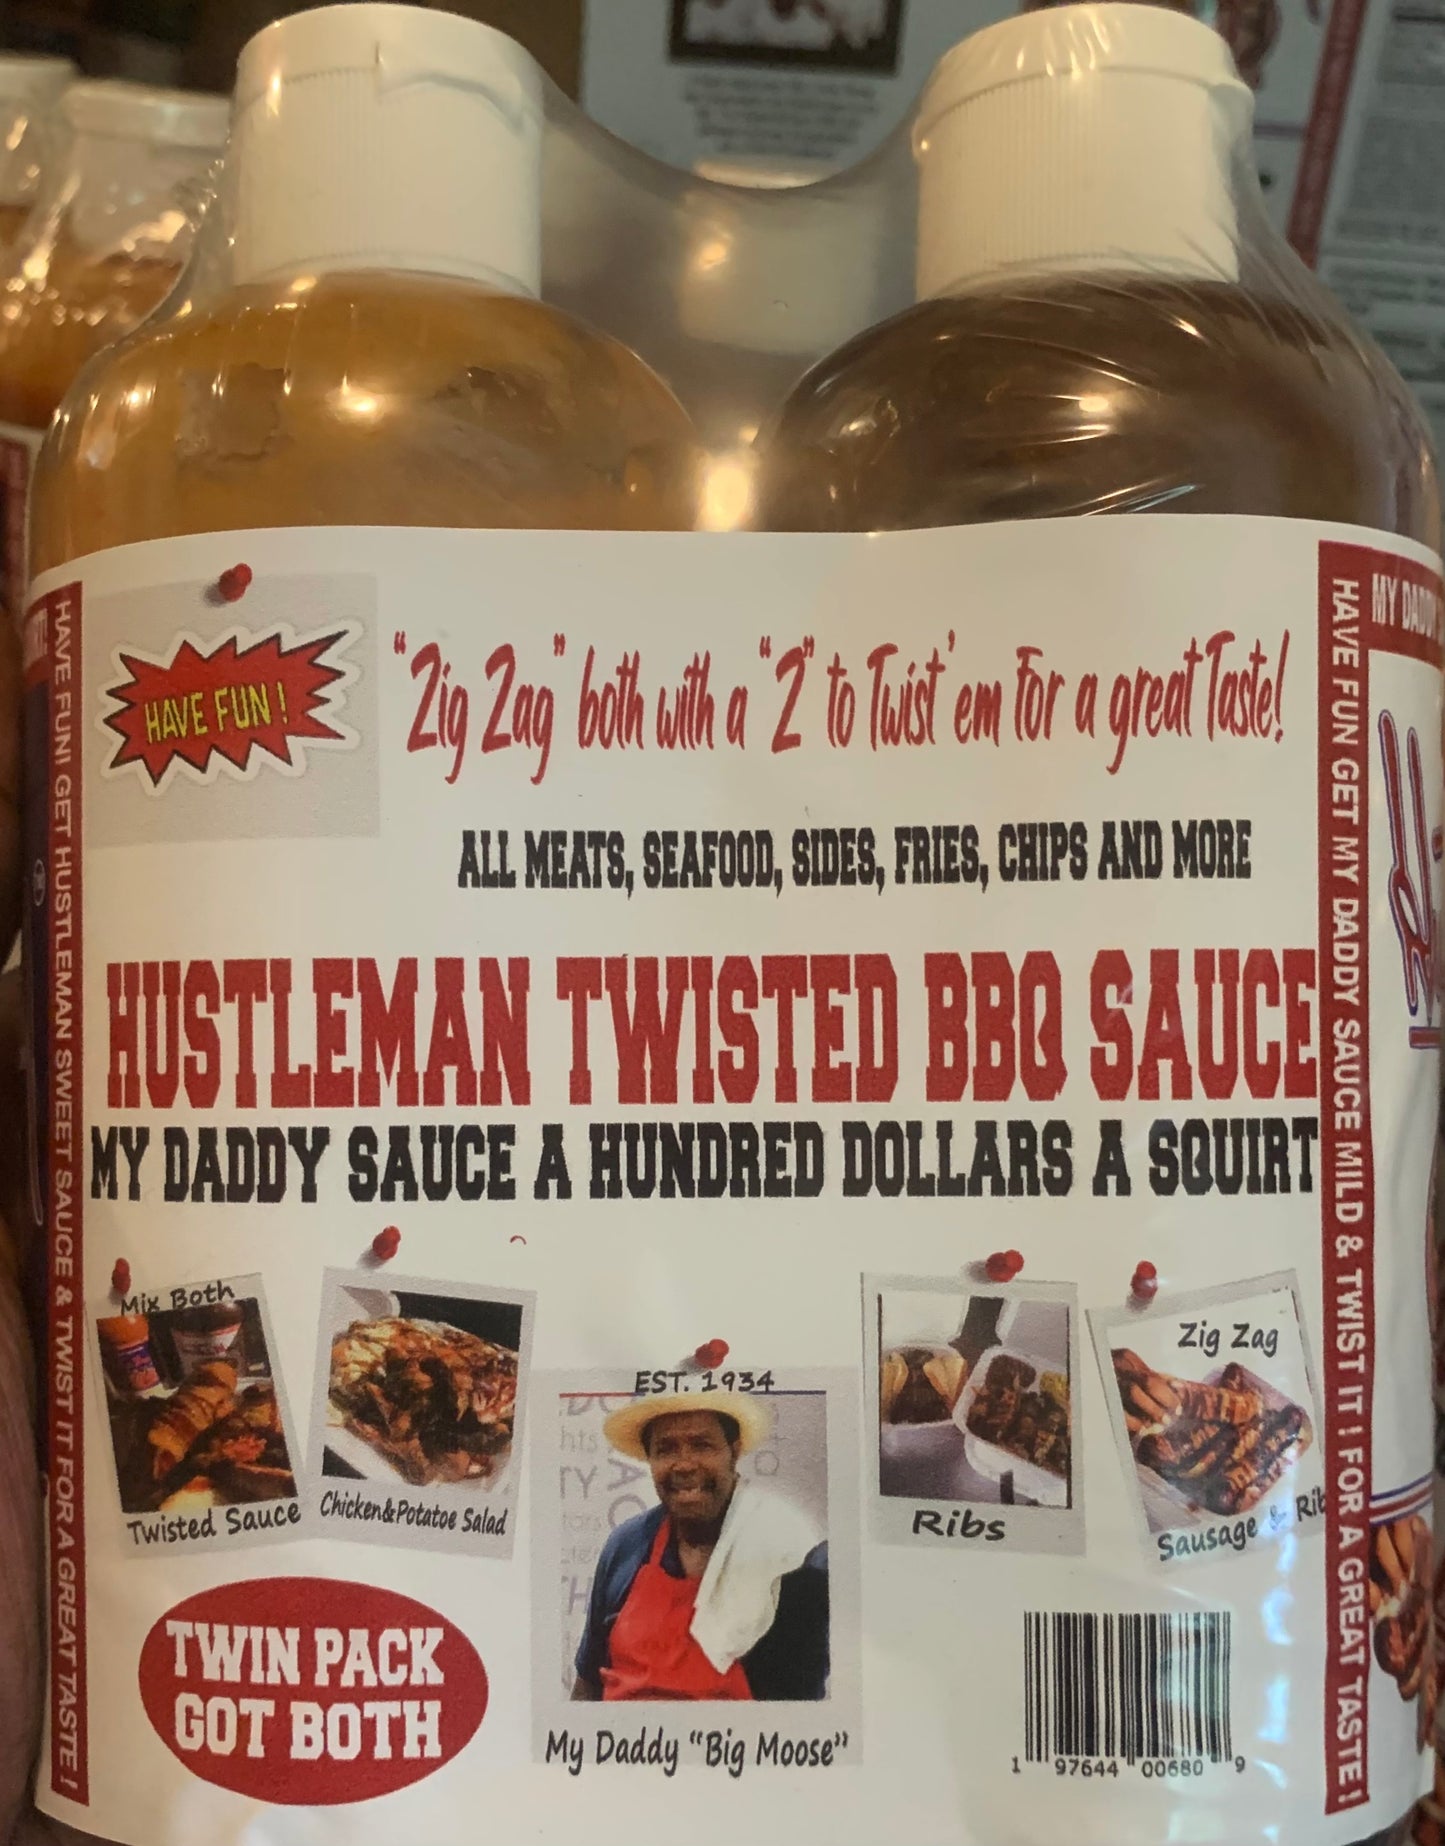 HAVE FUN !
"Zig Zag" both with a "Z" to Twist' em For a great Taste!
ALL MEATS, SEAFOOD, SIDES, FRIES, CHIPS AND MORE
HUSTLEMAN TWISTED BBQ SAUCE
MY DADDY SAUCE A HUNDRED DOLLARS A SQUIRT
Mix Both
Twisted Sauce
Chicken&Potatoe Salad
EST. 1934
My Daddy “Big Moose”
Ribs
Zig Zag
Sausage & Rib
TWIN PACK
GOT BOTH
1 97644 00680 9
HAVE FUN! GET HUSTLEMAN SWEET SAUCE & TWIST IT FOR A GREAT TASTE !
HAVE FUN GET MY DADDY SAUCE MILD & TWIST IT ! FOR A GREAT TASTE !
MY DADDY